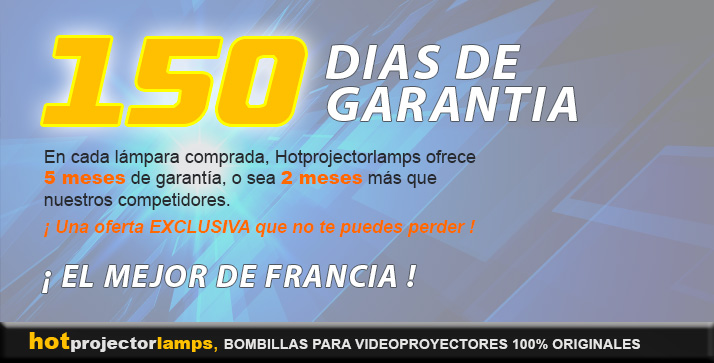 150 DIAS DE
GARANTIA
En cada lámpara comprada, Hotprojectorlamps ofrece
5 meses de garantía, o sea 2 meses más que
nuestros competidores.
¡ Una oferta EXCLUSIVA que no te puedes perder !
¡ EL MEJOR DE FRANCIA !
hotprojectorlamps, BOMBILLAS PARA VIDEOPROYECTORES 100% ORIGINALES